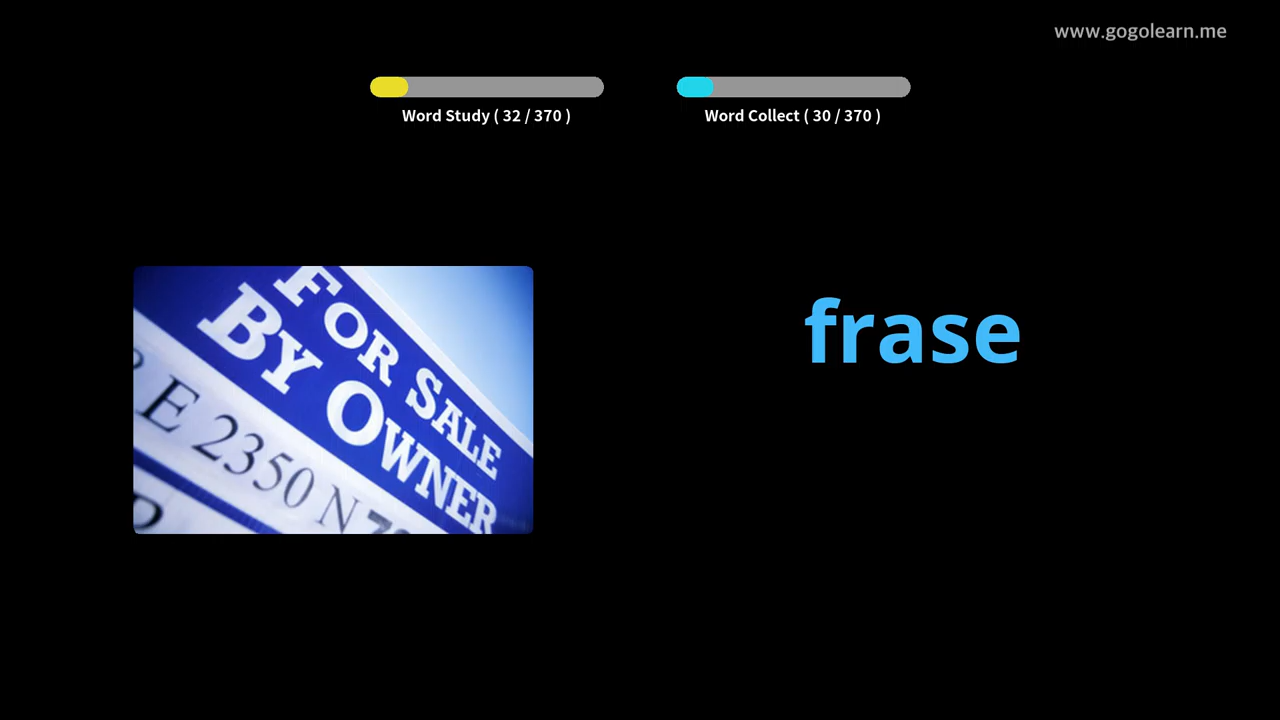 www.gogolearn.me
Word Study ( 32 / 370 )
Word Collect ( 30 / 370 )
FOR SALE
BY OWNER
E 2350 N
frase